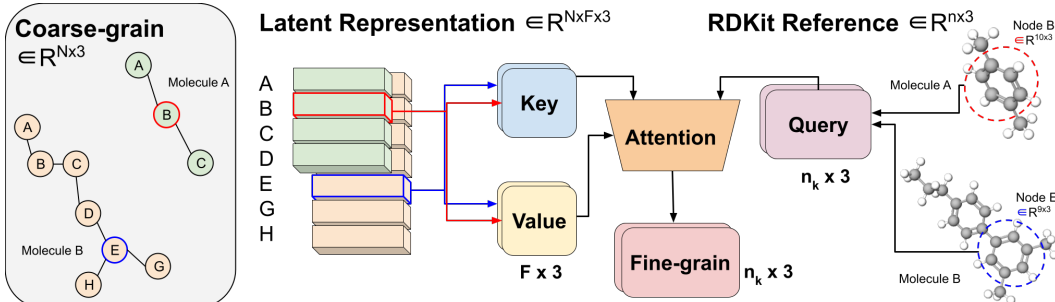 Coarse-grain
∈R^Nx3
A
Molecule A
B
C
A
B
C
D
E
Molecule B
G
H
Latent Representation ∈R^NxFx3
A
B
C
D
E
G
H
Key
Value
F x 3
Attention
Fine-grain
n_k x 3
RDKit Reference ∈R^nx3
Query
n_k x 3
Molecule A
Node B
∈R^10x3
Node E
∈R^9x3
Molecule B